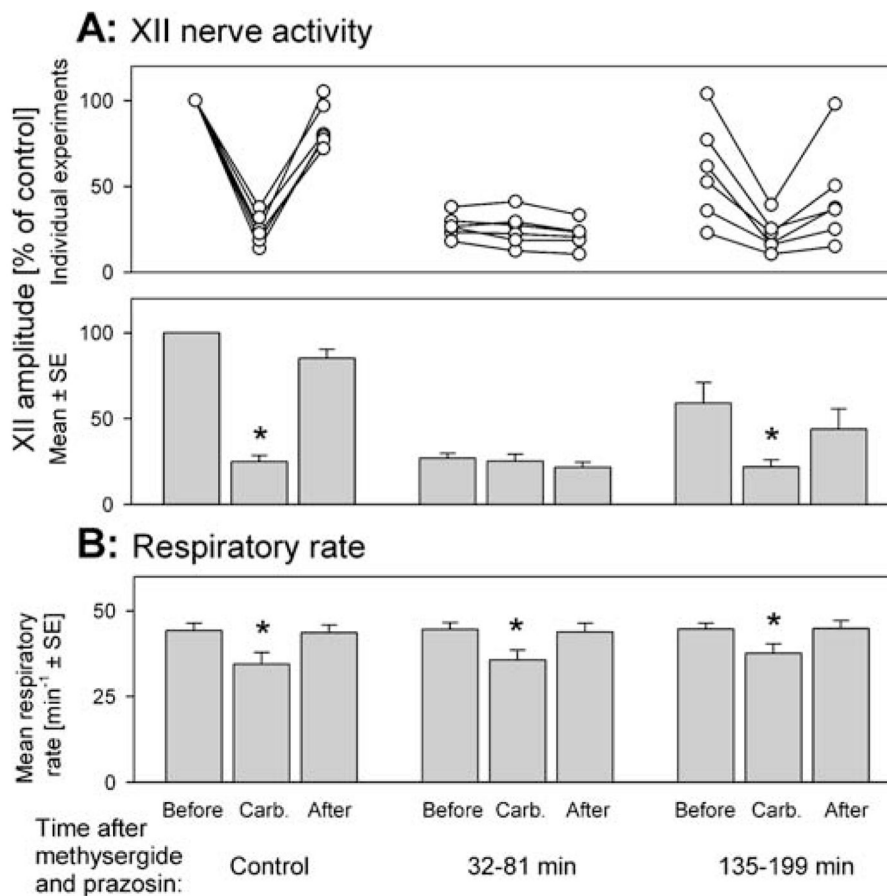 A: XII nerve activity
XII amplitude [% of control]
Individual experiments
100
50
0
Mean ± SE
100
50
0
*
*
B: Respiratory rate
Mean respiratory
rate [min⁻¹ ± SE]
50
25
0
*
*
*
Before Carb. After Before Carb. After Before Carb. After
Time after
methysergide
and prazosin:
Control 32-81 min 135-199 min